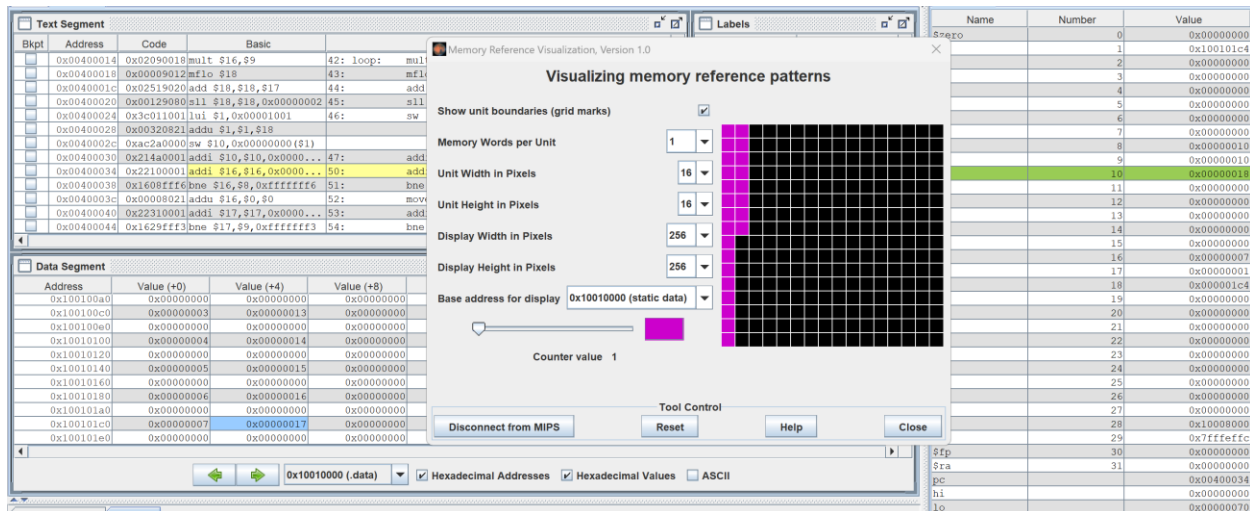 Text Segment
Bkpt Address Code Basic
0x00400014 0x02090018 mult $16,$9 42: loop: mul
0x00400018 0x00009012 mflo $18 43: mfl
0x0040001c 0x02519020 add $18,$18,$17 44: add
0x00400020 0x00129080 sll $18,$18,0x00000002 45: sll
0x00400024 0x3c011001 lui $1,0x00001001 46: sw
0x00400028 0x00320821 addu $1,$1,$18
0x0040002c 0xac2a0000 sw $10,0x00000000($1)
0x00400030 0x214a0001 addi $10,$10,0x0000... 47: add
0x00400034 0x22100001 addi $16,$16,0x0000... 50: add
0x00400038 0x1608fff6 bne $16,$8,0xfffffff6 51: bne
0x0040003c 0x00008021 addu $16,$0,$0 52: move
0x00400040 0x22310001 addi $17,$17,0x0000... 53: add
0x00400044 0x1629fff3 bne $17,$9,0xfffffff3 54: bne
Labels
Memory Reference Visualization, Version 1.0
Visualizing memory reference patterns
Show unit boundaries (grid marks)
Memory Words per Unit 1
Unit Width in Pixels 16
Unit Height in Pixels 16
Display Width in Pixels 256
Display Height in Pixels 256
Base address for display 0x10010000 (static data)
Counter value 1
Tool Control
Disconnect from MIPS Reset Help Close
Data Segment
Address Value (+0) Value (+4) Value (+8)
0x100100a0 0x00000000 0x00000000 0x00000000
0x100100c0 0x00000003 0x00000013 0x00000000
0x100100e0 0x00000000 0x00000000 0x00000000
0x10010100 0x00000004 0x00000014 0x00000000
0x10010120 0x00000000 0x00000000 0x00000000
0x10010140 0x00000005 0x00000015 0x00000000
0x10010160 0x00000000 0x00000000 0x00000000
0x10010180 0x00000006 0x00000016 0x00000000
0x100101a0 0x00000000 0x00000000 0x00000000
0x100101c0 0x00000007 0x00000017 0x00000000
0x100101e0 0x00000000 0x00000000 0x00000000
0x10010000 (.data) Hexadecimal Addresses Hexadecimal Values ASCII
Name Number Value
$zero 0 0x00000000
1 0x100101c4
2 0x00000000
3 0x00000000
4 0x00000000
5 0x00000000
6 0x00000000
7 0x00000000
8 0x00000010
9 0x00000010
10 0x00000018
11 0x00000000
12 0x00000000
13 0x00000000
14 0x00000000
15 0x00000000
16 0x00000007
17 0x00000001
18 0x000001c4
19 0x00000000
20 0x00000000
21 0x00000000
22 0x00000000
23 0x00000000
24 0x00000000
25 0x00000000
26 0x00000000
27 0x00000000
28 0x10008000
29 0x7fffeffc
$fp 30 0x00000000
$ra 31 0x00000000
pc 0x00400034
hi 0x00000000
lo 0x00000070